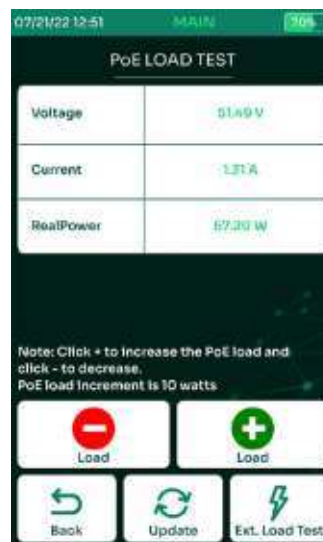 07/21/22 12:51 MAIN 70%
PoE LOAD TEST
Voltage 51.49 V
Current 1.31 A
RealPower 67.20 W
Note: Click + to increase the PoE load and
click - to decrease.
PoE load increment is 10 watts
Load Load
Back Update Ext. Load Test